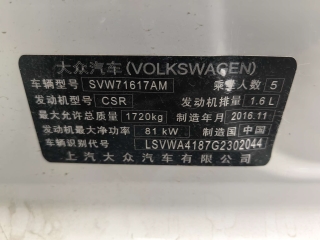 大众汽车(VOLKSWAGEN)
车辆型号 SVW71617AM 乘坐人数 5
发动机型号 CSR 发动机排量 1.6 L
最大允许总质量 1720kg 制造年月 2016.11
发动机最大净功率 81 kW 制造国 中国
车辆识别代号 LSVWA4187G2302044
上汽大众汽车有限公司